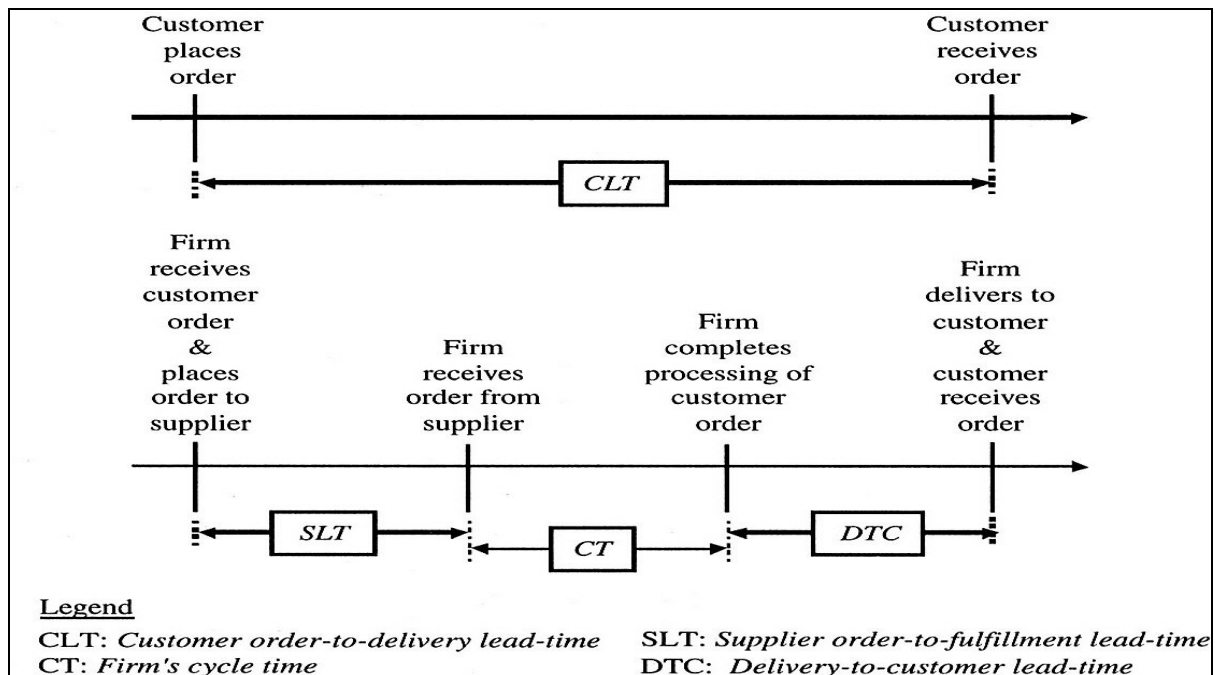 Customer
places
order
Customer
receives
order
CLT
Firm
receives
customer
order
&
places
order to
supplier
Firm
receives
order from
supplier
Firm
completes
processing of
customer
order
Firm
delivers to
customer
&
customer
receives
order
SLT
CT
DTC
Legend
CLT: Customer order-to-delivery lead-time
SLT: Supplier order-to-fulfillment lead-time
CT: Firm's cycle time
DTC: Delivery-to-customer lead-time